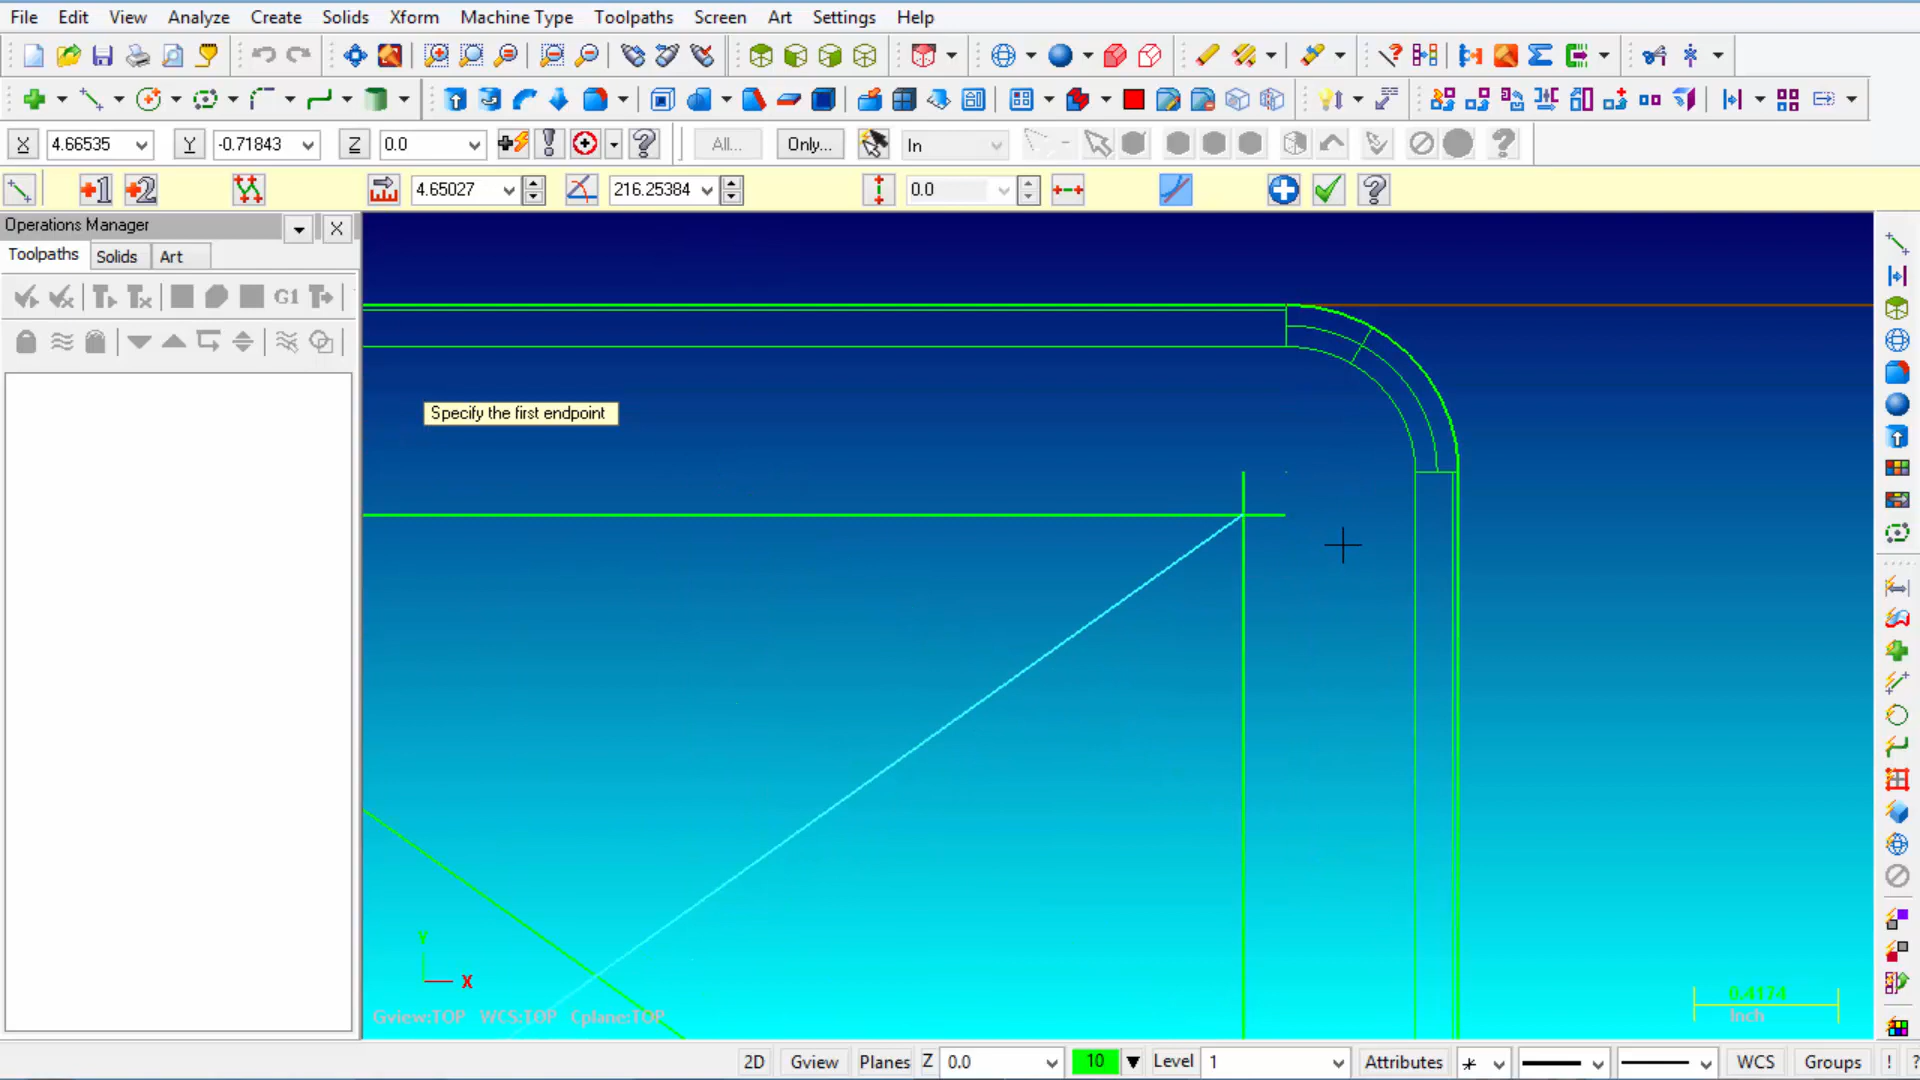 File Edit View Analyze Create Solids Xform Machine Type Toolpaths Screen Art Settings Help
X 4.66535 Y -0.71843 Z 0.0 All... Only... In
+1 +2 4.65027 216.25384 0.0
Operations Manager
Toolpaths Solids Art
G1
Specify the first endpoint
Y
X
Gview:TOP WCS:TOP Cplane:TOP
0.4174
Inch
2D Gview Planes Z 0.0 10 Level 1 Attributes WCS Groups ! ?